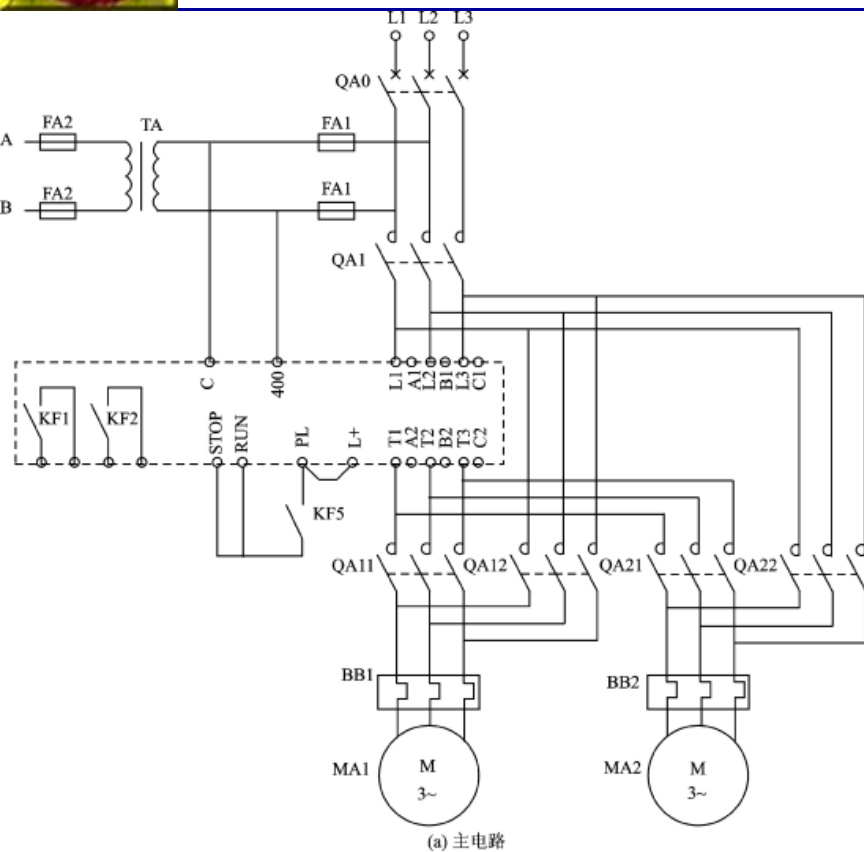 L1 L2 L3
QA0
A FA2 TA FA1
B FA2 FA1
QA1
C 400 L1 A1 L2 B1 L3 C1
KF1 KF2
STOP RUN PL L+ T1 A2 T2 B2 T3 C2
KF5
QA11 QA12 QA21 QA22
BB1 BB2
MA1 M 3~ MA2 M 3~
(a) 主电路